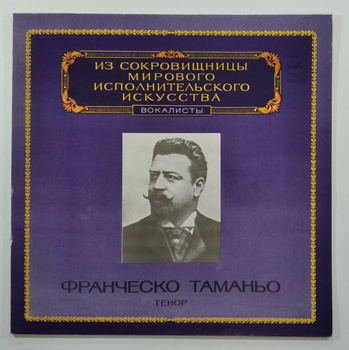 ИЗ СОКРОВИЩНИЦЫ
МИРОВОГО
ИСПОЛНИТЕЛЬСКОГО
ИСКУССТВА
ВОКАЛИСТЫ
ФРАНЧЕСКО ТАМАНЬО
ТЕНОР